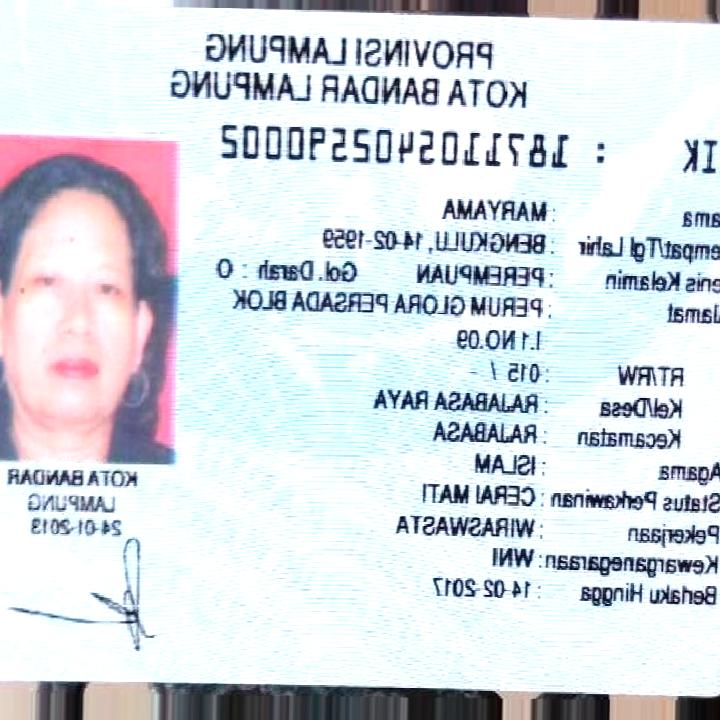 PROVINSI LAMPUNG
KOTA BANDAR LAMPUNG
IK : 1871105402590002
ama : MARYAMA
empat/Tgl Lahir : BENGKULU, 14-02-1959
enis Kelamin : PEREMPUAN Gol. Darah : O
lamat : PERUM GLORA PERSADA BLOK
L1 NO.09
RT/RW : 015 / -
Kel/Desa : RAJABASA RAYA
Kecamatan : RAJABASA
Agama : ISLAM
Status Perkawinan : CERAI MATI
Pekerjaan : WIRASWASTA
Kewarganegaraan : WNI
Berlaku Hingga : 14-02-2017
KOTA BANDAR
LAMPUNG
24-01-2013